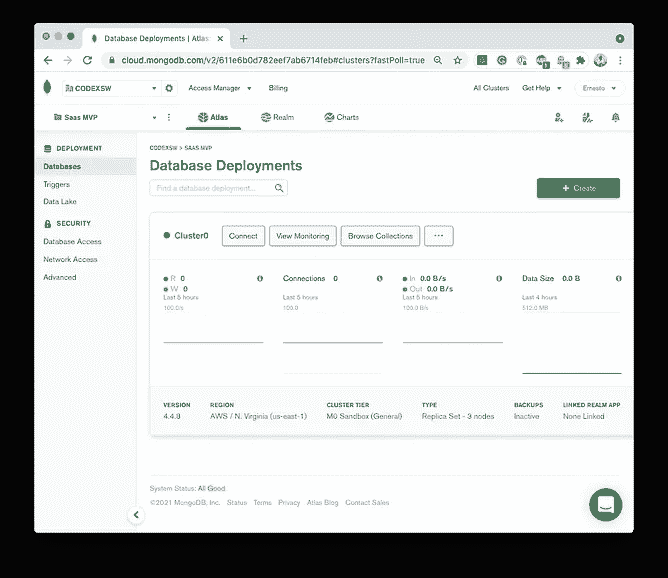 Database Deployments | Atlas:
cloud.mongodb.com/v2/611e6b0d782eef7ab6714feb#clusters?fastPoll=true
CODEXSW Access Manager Billing All Clusters Get Help Ernesto
Saas MVP Atlas Realm Charts
DEPLOYMENT
Databases
Triggers
Data Lake
SECURITY
Database Access
Network Access
Advanced
CODEXSW > SAAS MVP
Database Deployments
Find a database deployment...
+ Create
Cluster0 Connect View Monitoring Browse Collections ...
R 0
W 0
Last 5 hours
100.0/s
Connections 0
Last 5 hours
100.0
In 0.0 B/s
Out 0.0 B/s
Last 5 hours
100.0 B/s
Data Size 0.0 B
Last 4 hours
512.0 MB
VERSION REGION CLUSTER TIER TYPE BACKUPS LINKED REALM APP
4.4.8 AWS / N. Virginia (us-east-1) M0 Sandbox (General) Replica Set - 3 nodes Inactive None Linked
System Status: All Good
©2021 MongoDB, Inc. Status Terms Privacy Atlas Blog Contact Sales